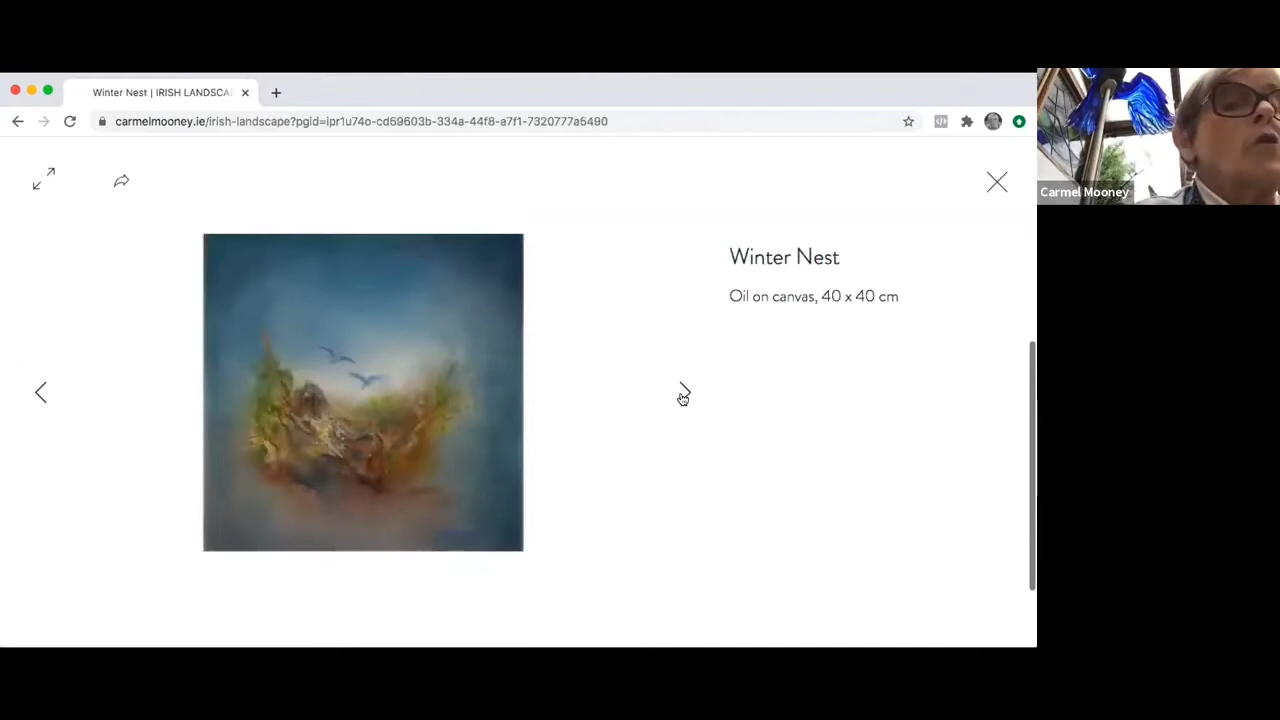 Winter Nest | IRISH LANDSCA
carmelmooney.ie/irish-landscape?pgid=ipr1u74o-cd59603b-334a-44f8-a7f1-7320777a5490
Carmel Mooney
Winter Nest
Oil on canvas, 40 x 40 cm